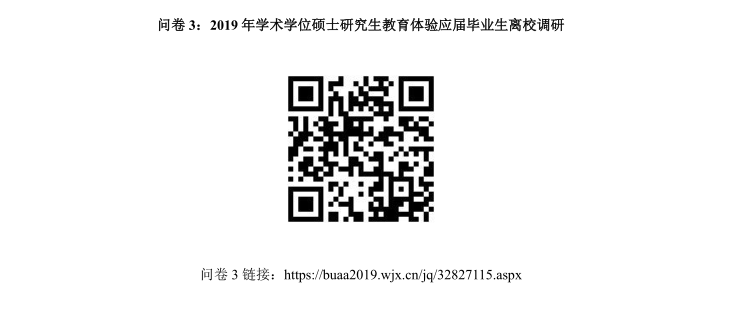 问卷 3：2019 年学术学位硕士研究生教育体验应届毕业生离校调研
问卷 3 链接：https://buaa2019.wjx.cn/jq/32827115.aspx